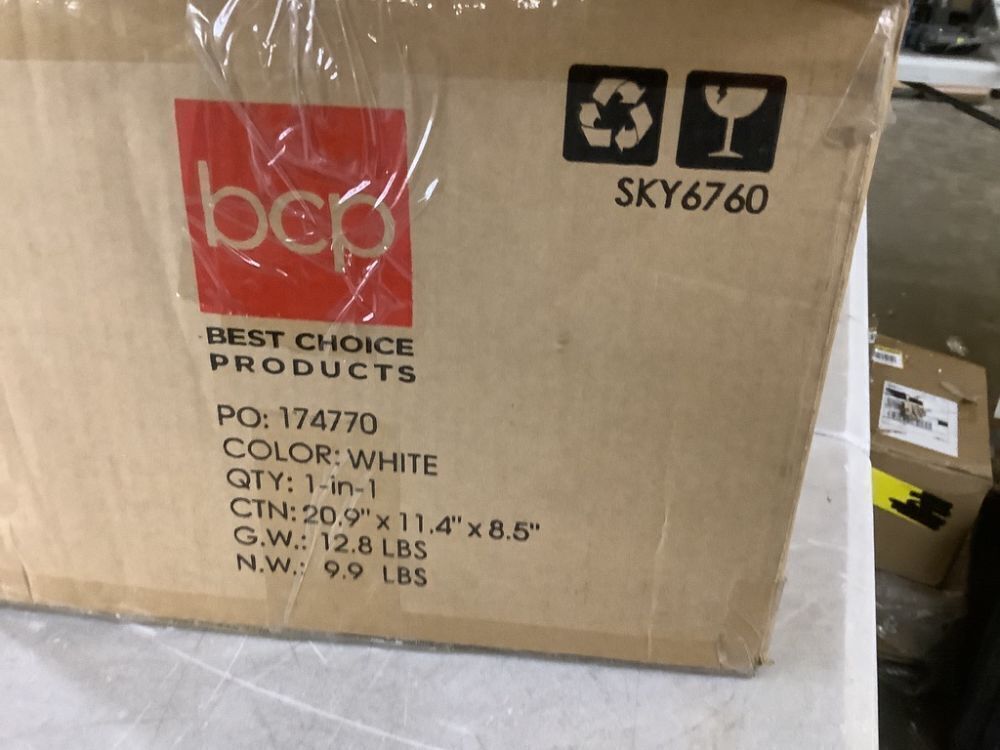 bcp
BEST CHOICE
PRODUCTS
SKY6760
PO: 174770
COLOR: WHITE
QTY: 1-in-1
CTN: 20.9" x 11.4" x 8.5"
G.W.: 12.8 LBS
N.W.: 9.9 LBS